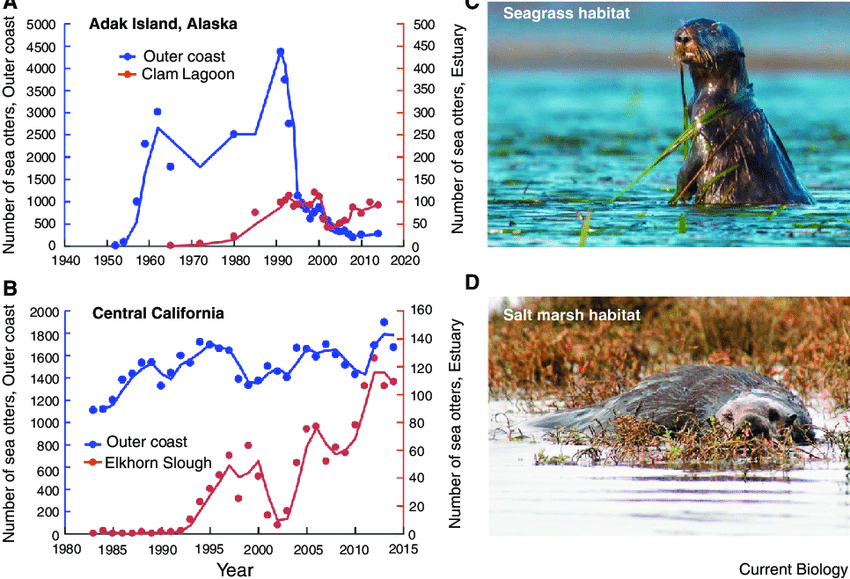 A
Adak Island, Alaska
Number of sea otters, Outer coast
5000
4500
4000
3500
3000
2500
2000
1500
1000
500
0
Outer coast
Clam Lagoon
500
450
400
350
300
250
200
150
100
50
0
Number of sea otters, Estuary
1940 1950 1960 1970 1980 1990 2000 2010 2020
B
Central California
Number of sea otters, Outer coast
2000
1800
1600
1400
1200
1000
800
600
400
200
0
Outer coast
Elkhorn Slough
160
140
120
100
80
60
40
20
0
Number of sea otters, Estuary
1980 1985 1990 1995 2000 2005 2010 2015
Year
C
Seagrass habitat
D
Salt marsh habitat
Current Biology